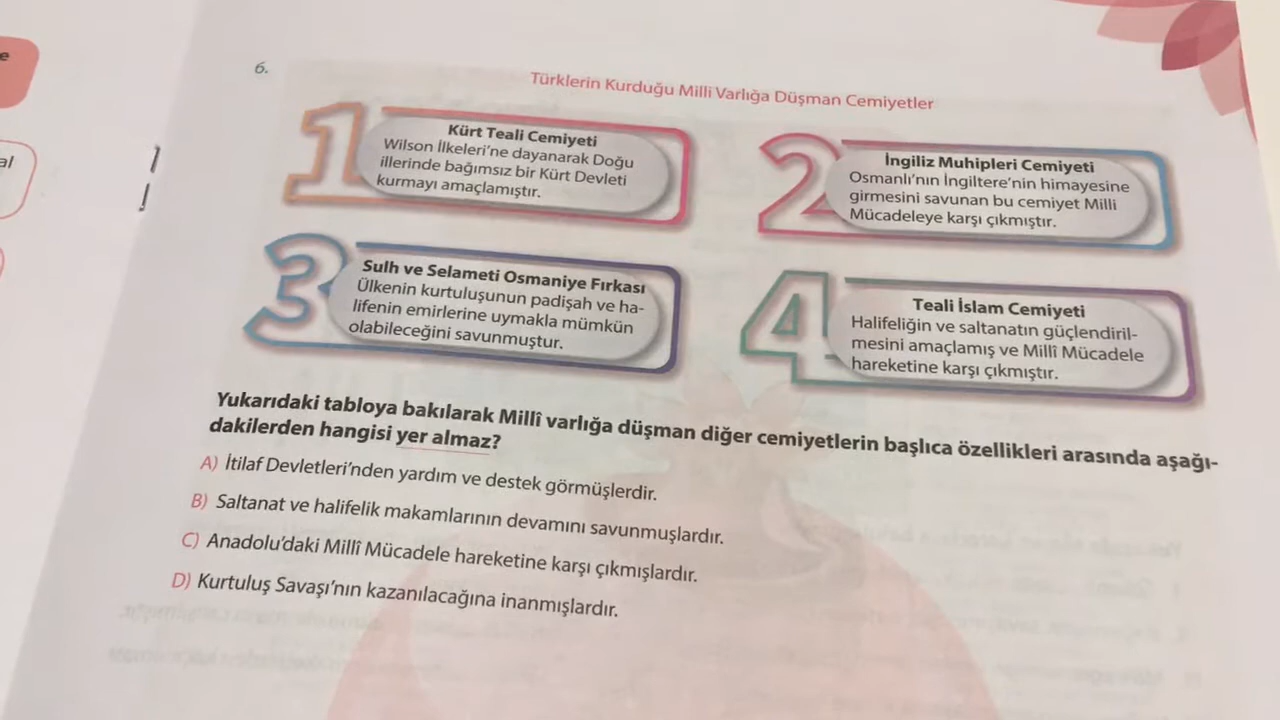 e
al
6.
Türklerin Kurduğu Milli Varlığa Düşman Cemiyetler
1
Kürt Teali Cemiyeti
Wilson İlkeleri'ne dayanarak Doğu
illerinde bağımsız bir Kürt Devleti
kurmayı amaçlamıştır.
2
İngiliz Muhipleri Cemiyeti
Osmanlı'nın İngiltere'nin himayesine
girmesini savunan bu cemiyet Milli
Mücadeleye karşı çıkmıştır.
3
Sulh ve Selameti Osmaniye Fırkası
Ülkenin kurtuluşunun padişah ve ha-
lifenin emirlerine uymakla mümkün
olabileceğini savunmuştur.
4
Teali İslam Cemiyeti
Halifeliğin ve saltanatın güçlendiril-
mesini amaçlamış ve Millî Mücadele
hareketine karşı çıkmıştır.
Yukarıdaki tabloya bakılarak Millî varlığa düşman diğer cemiyetlerin başlıca özellikleri arasında aşağı-
dakilerden hangisi yer almaz?
A) İtilaf Devletleri'nden yardım ve destek görmüşlerdir.
B) Saltanat ve halifelik makamlarının devamını savunmuşlardır.
C) Anadolu'daki Millî Mücadele hareketine karşı çıkmışlardır.
D) Kurtuluş Savaşı'nın kazanılacağına inanmışlardır.